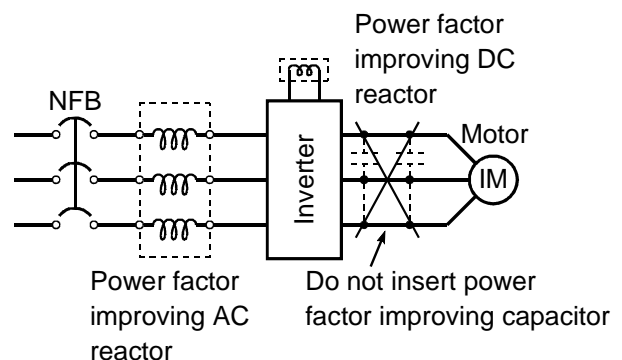 Power factor
improving DC
reactor
NFB
Motor
Inverter
IM
Power factor
improving AC
reactor
Do not insert power
factor improving capacitor